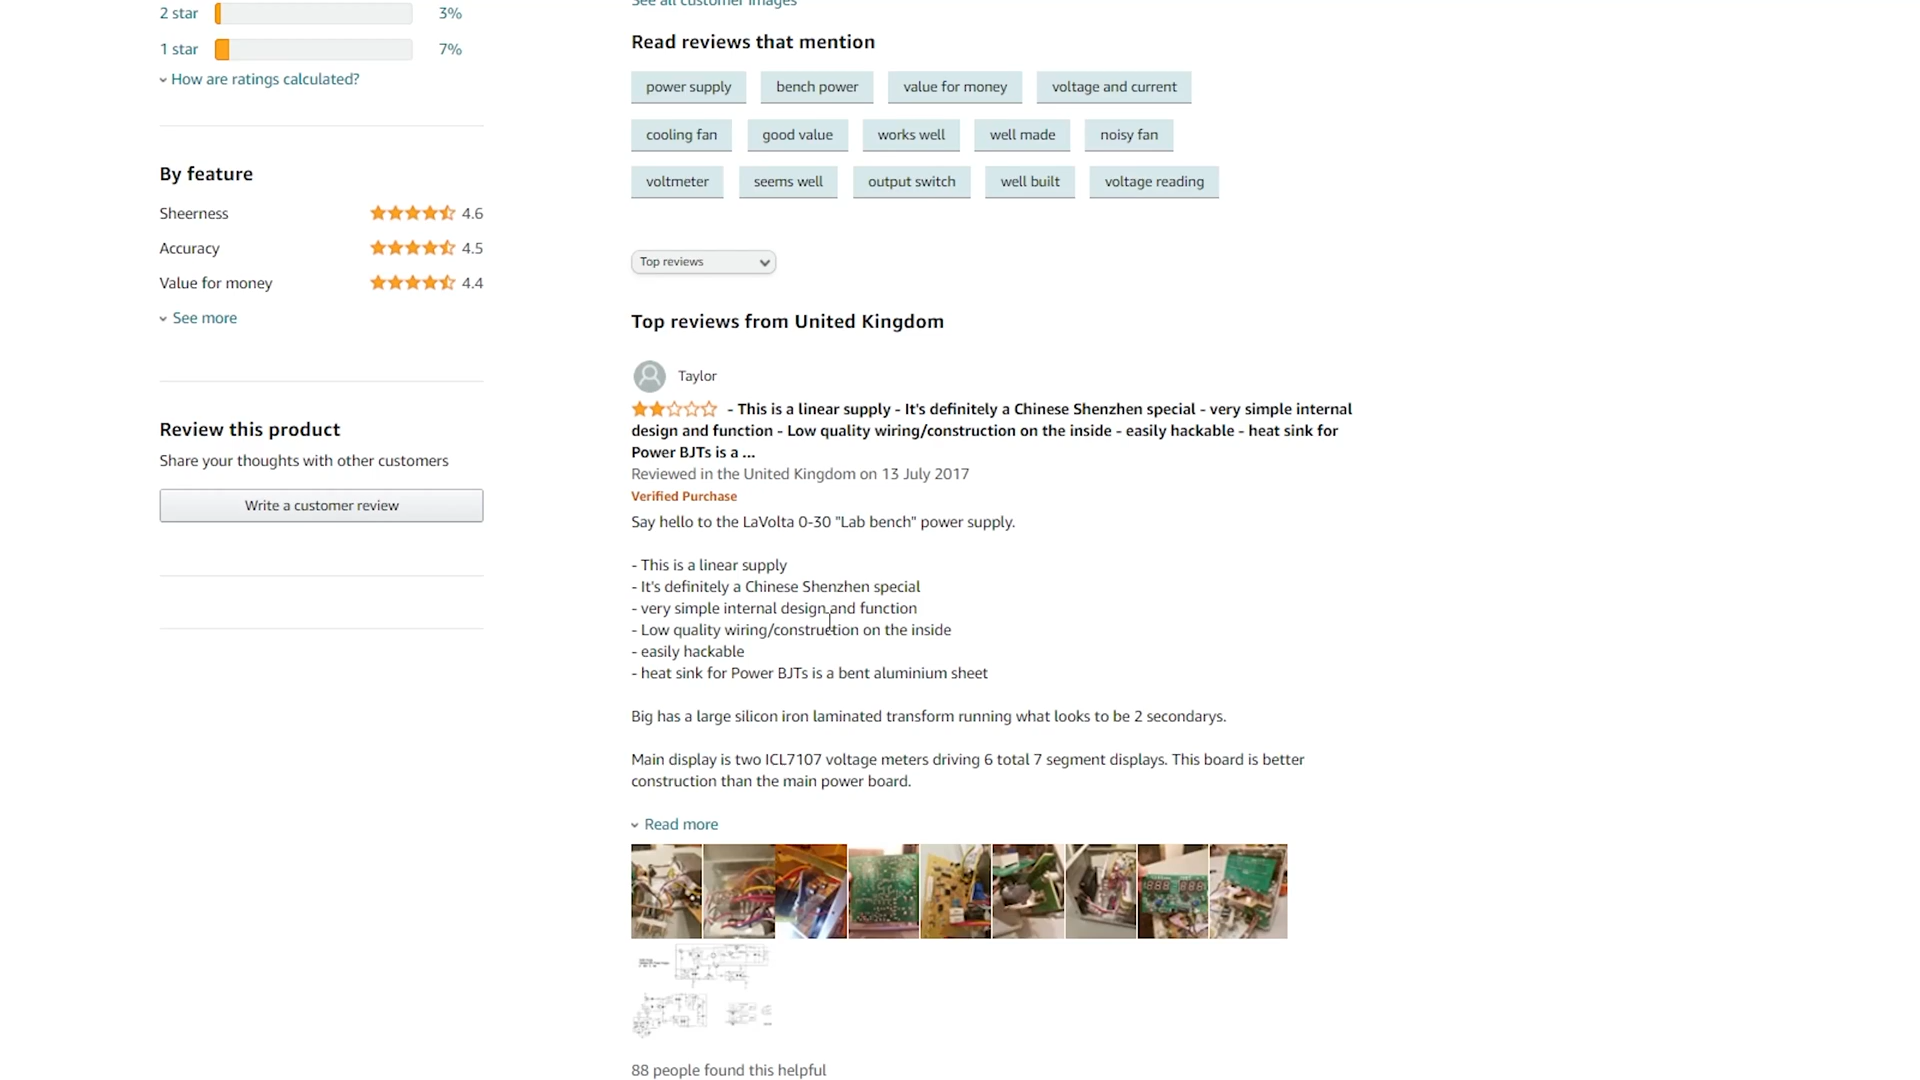 2 star 3%
1 star 7%
How are ratings calculated?
By feature
Sheerness 4.6
Accuracy 4.5
Value for money 4.4
See more
Review this product
Share your thoughts with other customers
Write a customer review
See all customer images
Read reviews that mention
power supply bench power value for money voltage and current
cooling fan good value works well well made noisy fan
voltmeter seems well output switch well built voltage reading
Top reviews
Top reviews from United Kingdom
Taylor
- This is a linear supply - It's definitely a Chinese Shenzhen special - very simple internal
design and function - Low quality wiring/construction on the inside - easily hackable - heat sink for
Power BJTs is a ...
Reviewed in the United Kingdom on 13 July 2017
Verified Purchase
Say hello to the LaVolta 0-30 "Lab bench" power supply.
- This is a linear supply
- It's definitely a Chinese Shenzhen special
- very simple internal design and function
- Low quality wiring/construction on the inside
- easily hackable
- heat sink for Power BJTs is a bent aluminium sheet
Big has a large silicon iron laminated transform running what looks to be 2 secondarys.
Main display is two ICL7107 voltage meters driving 6 total 7 segment displays. This board is better
construction than the main power board.
Read more
88 people found this helpful